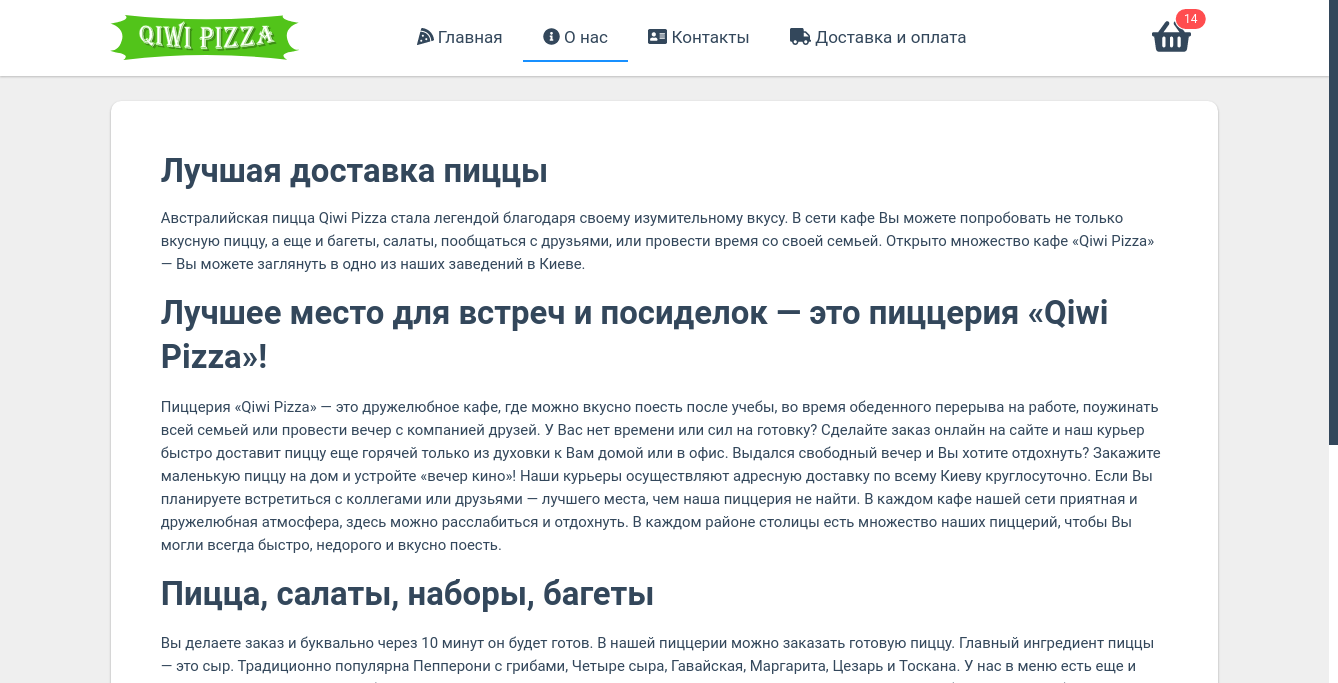 QIWI PIZZA
Главная
О нас
Контакты
Доставка и оплата
14
Лучшая доставка пиццы
Австралийская пицца Qiwi Pizza стала легендой благодаря своему изумительному вкусу. В сети кафе Вы можете попробовать не только
вкусную пиццу, а еще и багеты, салаты, пообщаться с друзьями, или провести время со своей семьей. Открыто множество кафе «Qiwi Pizza»
— Вы можете заглянуть в одно из наших заведений в Киеве.
Лучшее место для встреч и посиделок — это пиццерия «Qiwi
Pizza»!
Пиццерия «Qiwi Pizza» — это дружелюбное кафе, где можно вкусно поесть после учебы, во время обеденного перерыва на работе, поужинать
всей семьей или провести вечер с компанией друзей. У Вас нет времени или сил на готовку? Сделайте заказ онлайн на сайте и наш курьер
быстро доставит пиццу еще горячей только из духовки к Вам домой или в офис. Выдался свободный вечер и Вы хотите отдохнуть? Закажите
маленькую пиццу на дом и устройте «вечер кино»! Наши курьеры осуществляют адресную доставку по всему Киеву круглосуточно. Если Вы
планируете встретиться с коллегами или друзьями — лучшего места, чем наша пиццерия не найти. В каждом кафе нашей сети приятная и
дружелюбная атмосфера, здесь можно расслабиться и отдохнуть. В каждом районе столицы есть множество наших пиццерий, чтобы Вы
могли всегда быстро, недорого и вкусно поесть.
Пицца, салаты, наборы, багеты
Вы делаете заказ и буквально через 10 минут он будет готов. В нашей пиццерии можно заказать готовую пиццу. Главный ингредиент пиццы
— это сыр. Традиционно популярна Пепперони с грибами, Четыре сыра, Гавайская, Маргарита, Цезарь и Тоскана. У нас в меню есть еще и